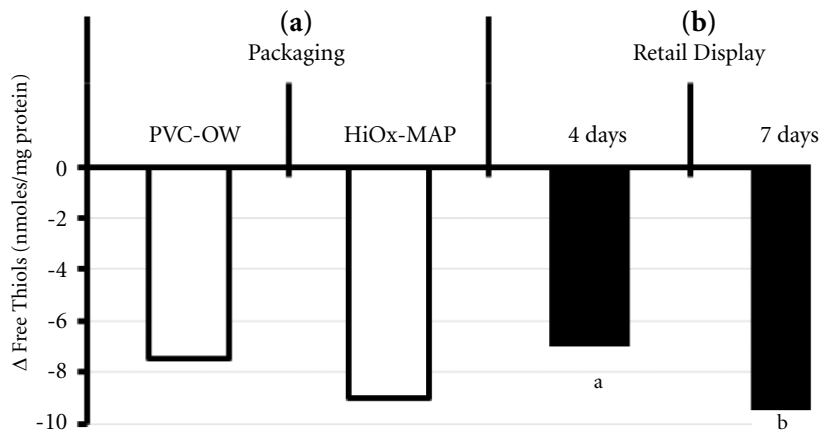 (a)
(b)
Packaging
Retail Display
PVC-OW
HiOx-MAP
4 days
7 days
Δ Free Thiols (nmoles/mg protein)
0
-2
-4
-6
-8
-10
a
b